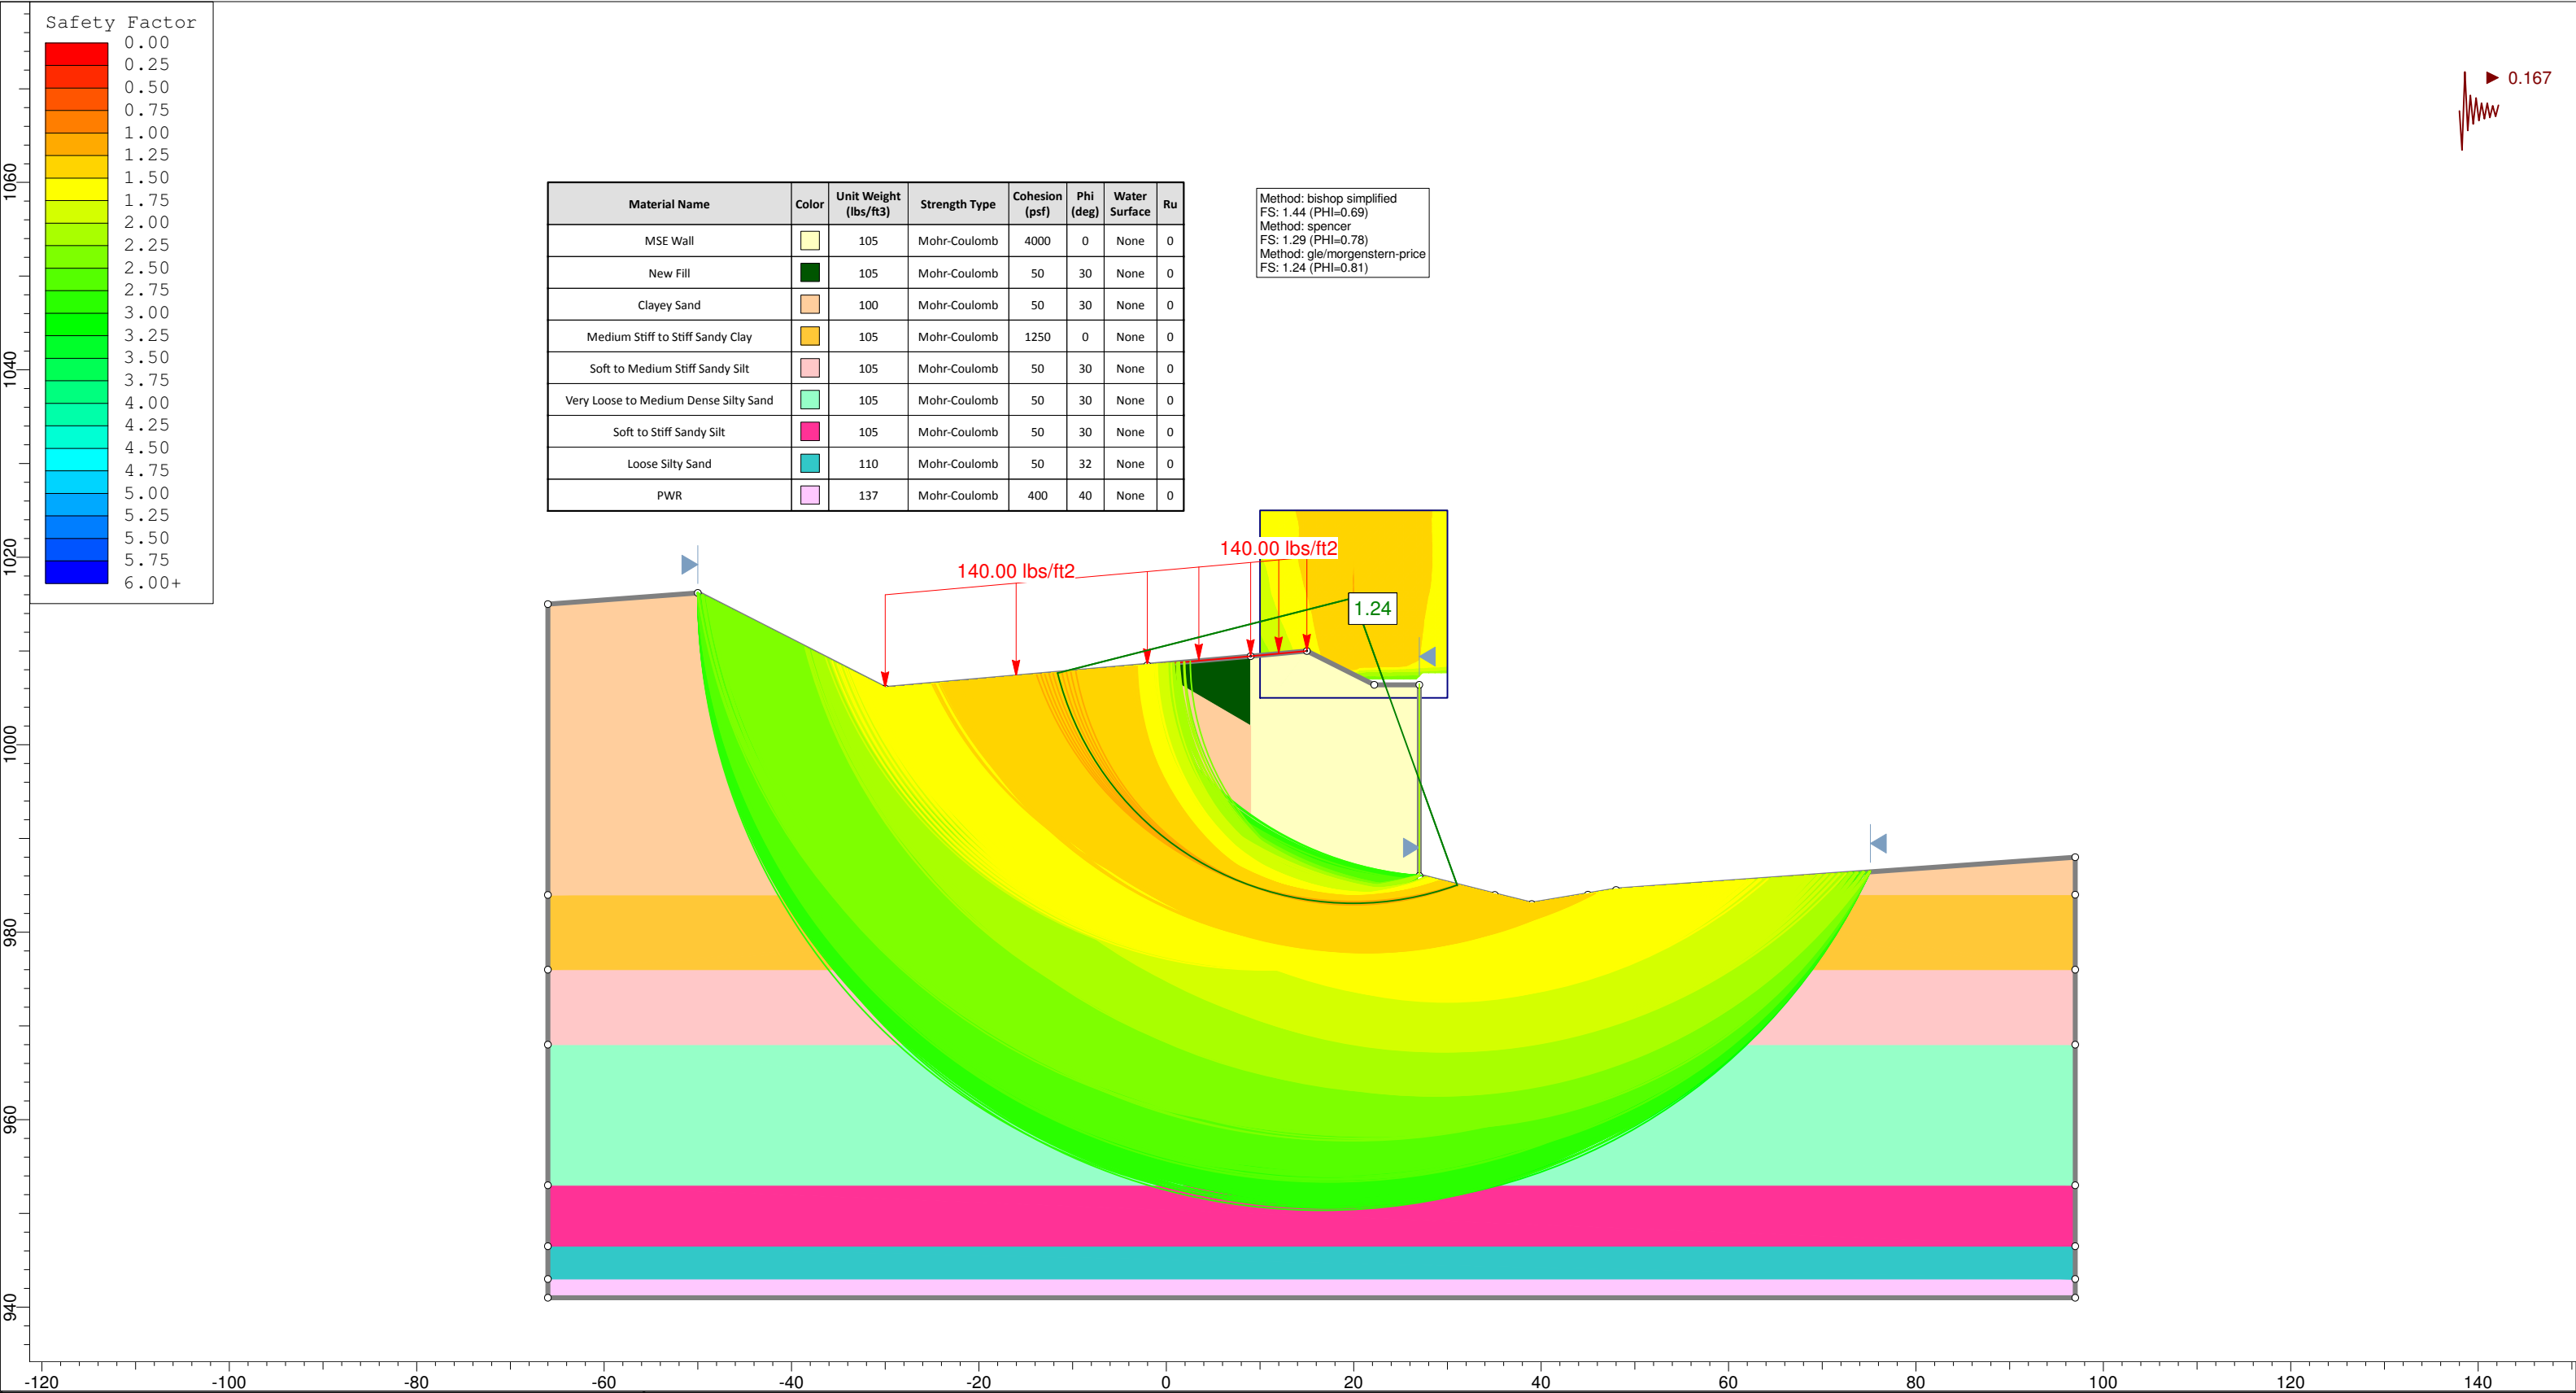 Safety Factor
0.00
0.25
0.50
0.75
1.00
1.25
1.50
1.75
2.00
2.25
2.50
2.75
3.00
3.25
3.50
3.75
4.00
4.25
4.50
4.75
5.00
5.25
5.50
5.75
6.00+
0.167
Material Name Color Unit Weight (lbs/ft3) Strength Type Cohesion (psf) Phi (deg) Water Surface Ru
MSE Wall 105 Mohr-Coulomb 4000 0 None 0
New Fill 105 Mohr-Coulomb 50 30 None 0
Clayey Sand 100 Mohr-Coulomb 50 30 None 0
Medium Stiff to Stiff Sandy Clay 105 Mohr-Coulomb 1250 0 None 0
Soft to Medium Stiff Sandy Silt 105 Mohr-Coulomb 50 30 None 0
Very Loose to Medium Dense Silty Sand 105 Mohr-Coulomb 50 30 None 0
Soft to Stiff Sandy Silt 105 Mohr-Coulomb 50 30 None 0
Loose Silty Sand 110 Mohr-Coulomb 50 32 None 0
PWR 137 Mohr-Coulomb 400 40 None 0
Method: bishop simplified
FS: 1.44 (PHI=0.69)
Method: spencer
FS: 1.29 (PHI=0.78)
Method: gle/morgenstern-price
FS: 1.24 (PHI=0.81)
140.00 lbs/ft2
140.00 lbs/ft2
1.24
1060
1040
1020
1000
980
960
940
-120 -100 -80 -60 -40 -20 0 20 40 60 80 100 120 140